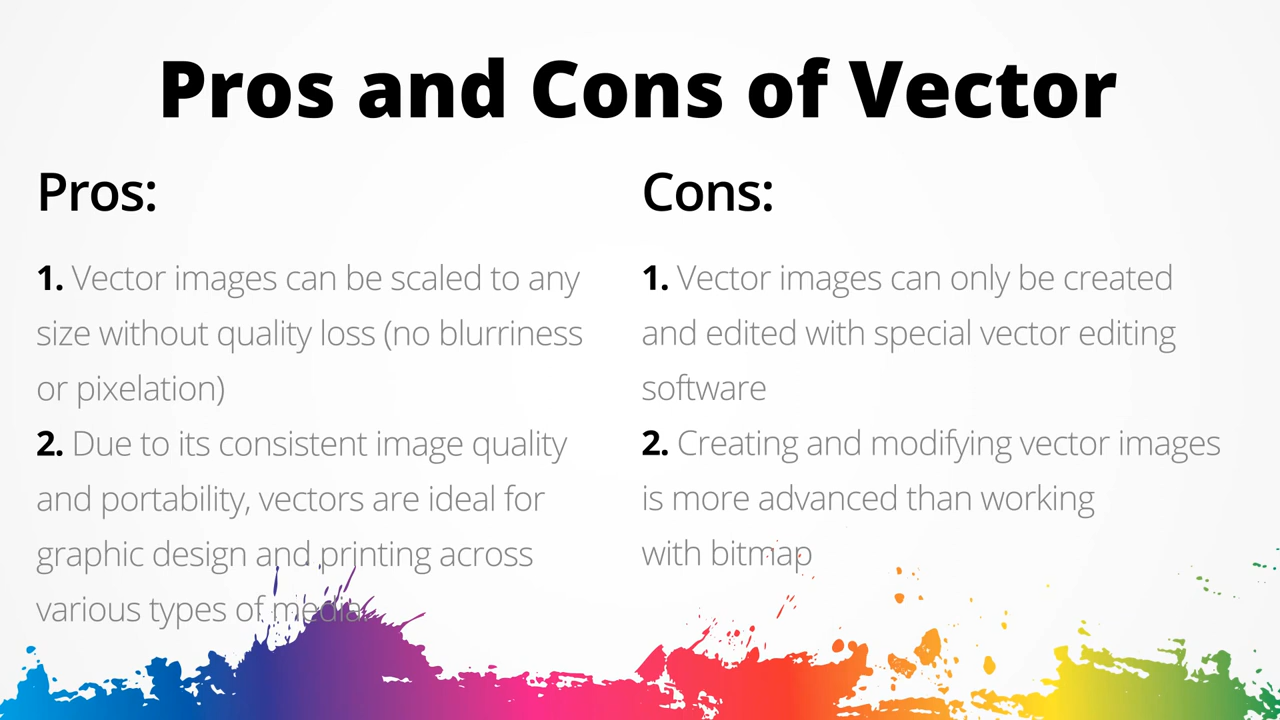 Pros and Cons of Vector
Pros:
1. Vector images can be scaled to any
size without quality loss (no blurriness
or pixelation)
2. Due to its consistent image quality
and portability, vectors are ideal for
graphic design and printing across
various types of media.
Cons:
1. Vector images can only be created
and edited with special vector editing
software
2. Creating and modifying vector images
is more advanced than working
with bitmap